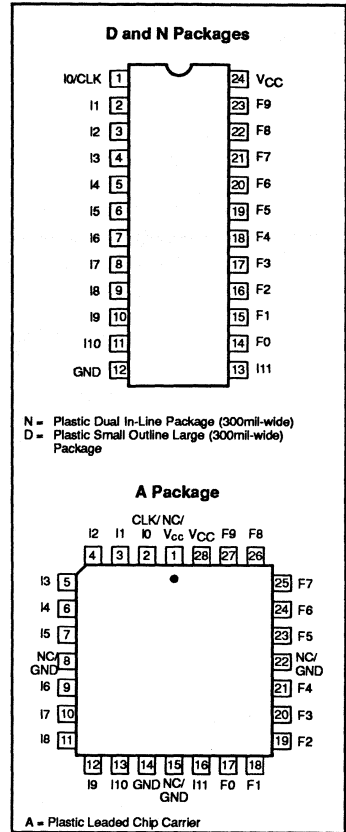 D and N Packages
I0/CLK 1 24 VCC
I1 2 23 F9
I2 3 22 F8
I3 4 21 F7
I4 5 20 F6
I5 6 19 F5
I6 7 18 F4
I7 8 17 F3
I8 9 16 F2
I9 10 15 F1
I10 11 14 F0
GND 12 13 I11
N = Plastic Dual In-Line Package (300mil-wide)
D = Plastic Small Outline Large (300mil-wide)
Package
A Package
CLK/ NC/
I2 I1 I0 Vcc VCC F9 F8
4 3 2 1 28 27 26
I3 5 25 F7
I4 6 24 F6
I5 7 23 F5
NC/ GND 8 22 NC/ GND
I6 9 21 F4
I7 10 20 F3
I8 11 19 F2
12 13 14 15 16 17 18
I9 I10 GND NC/ I11 F0 F1
GND
A = Plastic Leaded Chip Carrier